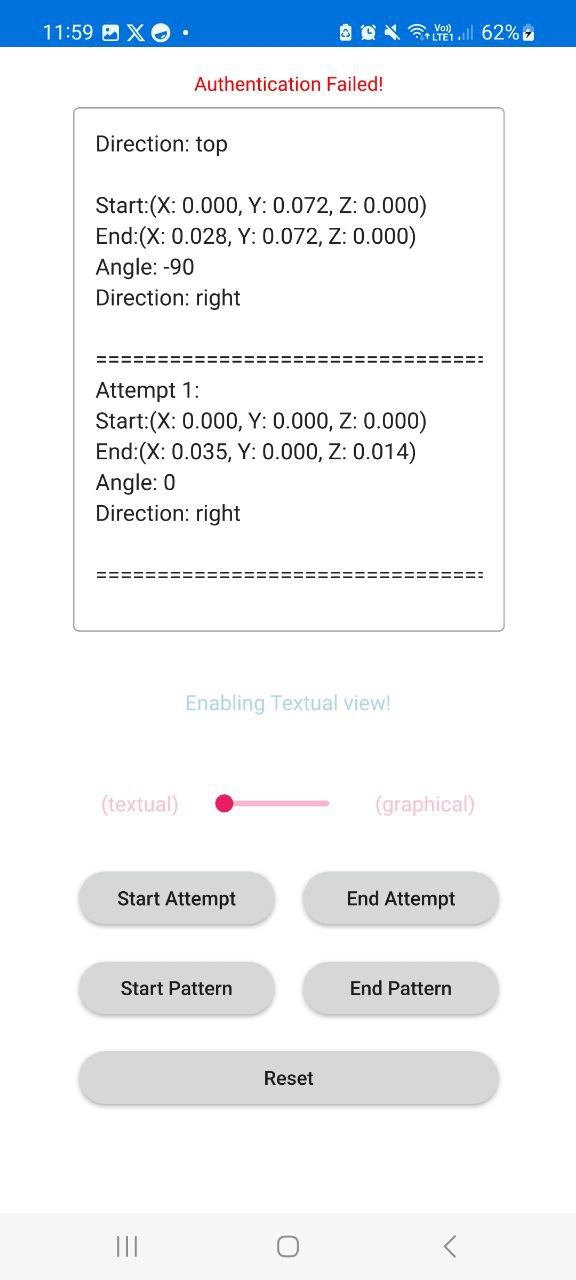 11:59
Vo))
LTE1
62%
Authentication Failed!
Direction: top
Start:(X: 0.000, Y: 0.072, Z: 0.000)
End:(X: 0.028, Y: 0.072, Z: 0.000)
Angle: -90
Direction: right
================================
Attempt 1:
Start:(X: 0.000, Y: 0.000, Z: 0.000)
End:(X: 0.035, Y: 0.000, Z: 0.014)
Angle: 0
Direction: right
================================
Enabling Textual view!
(textual) (graphical)
Start Attempt End Attempt
Start Pattern End Pattern
Reset